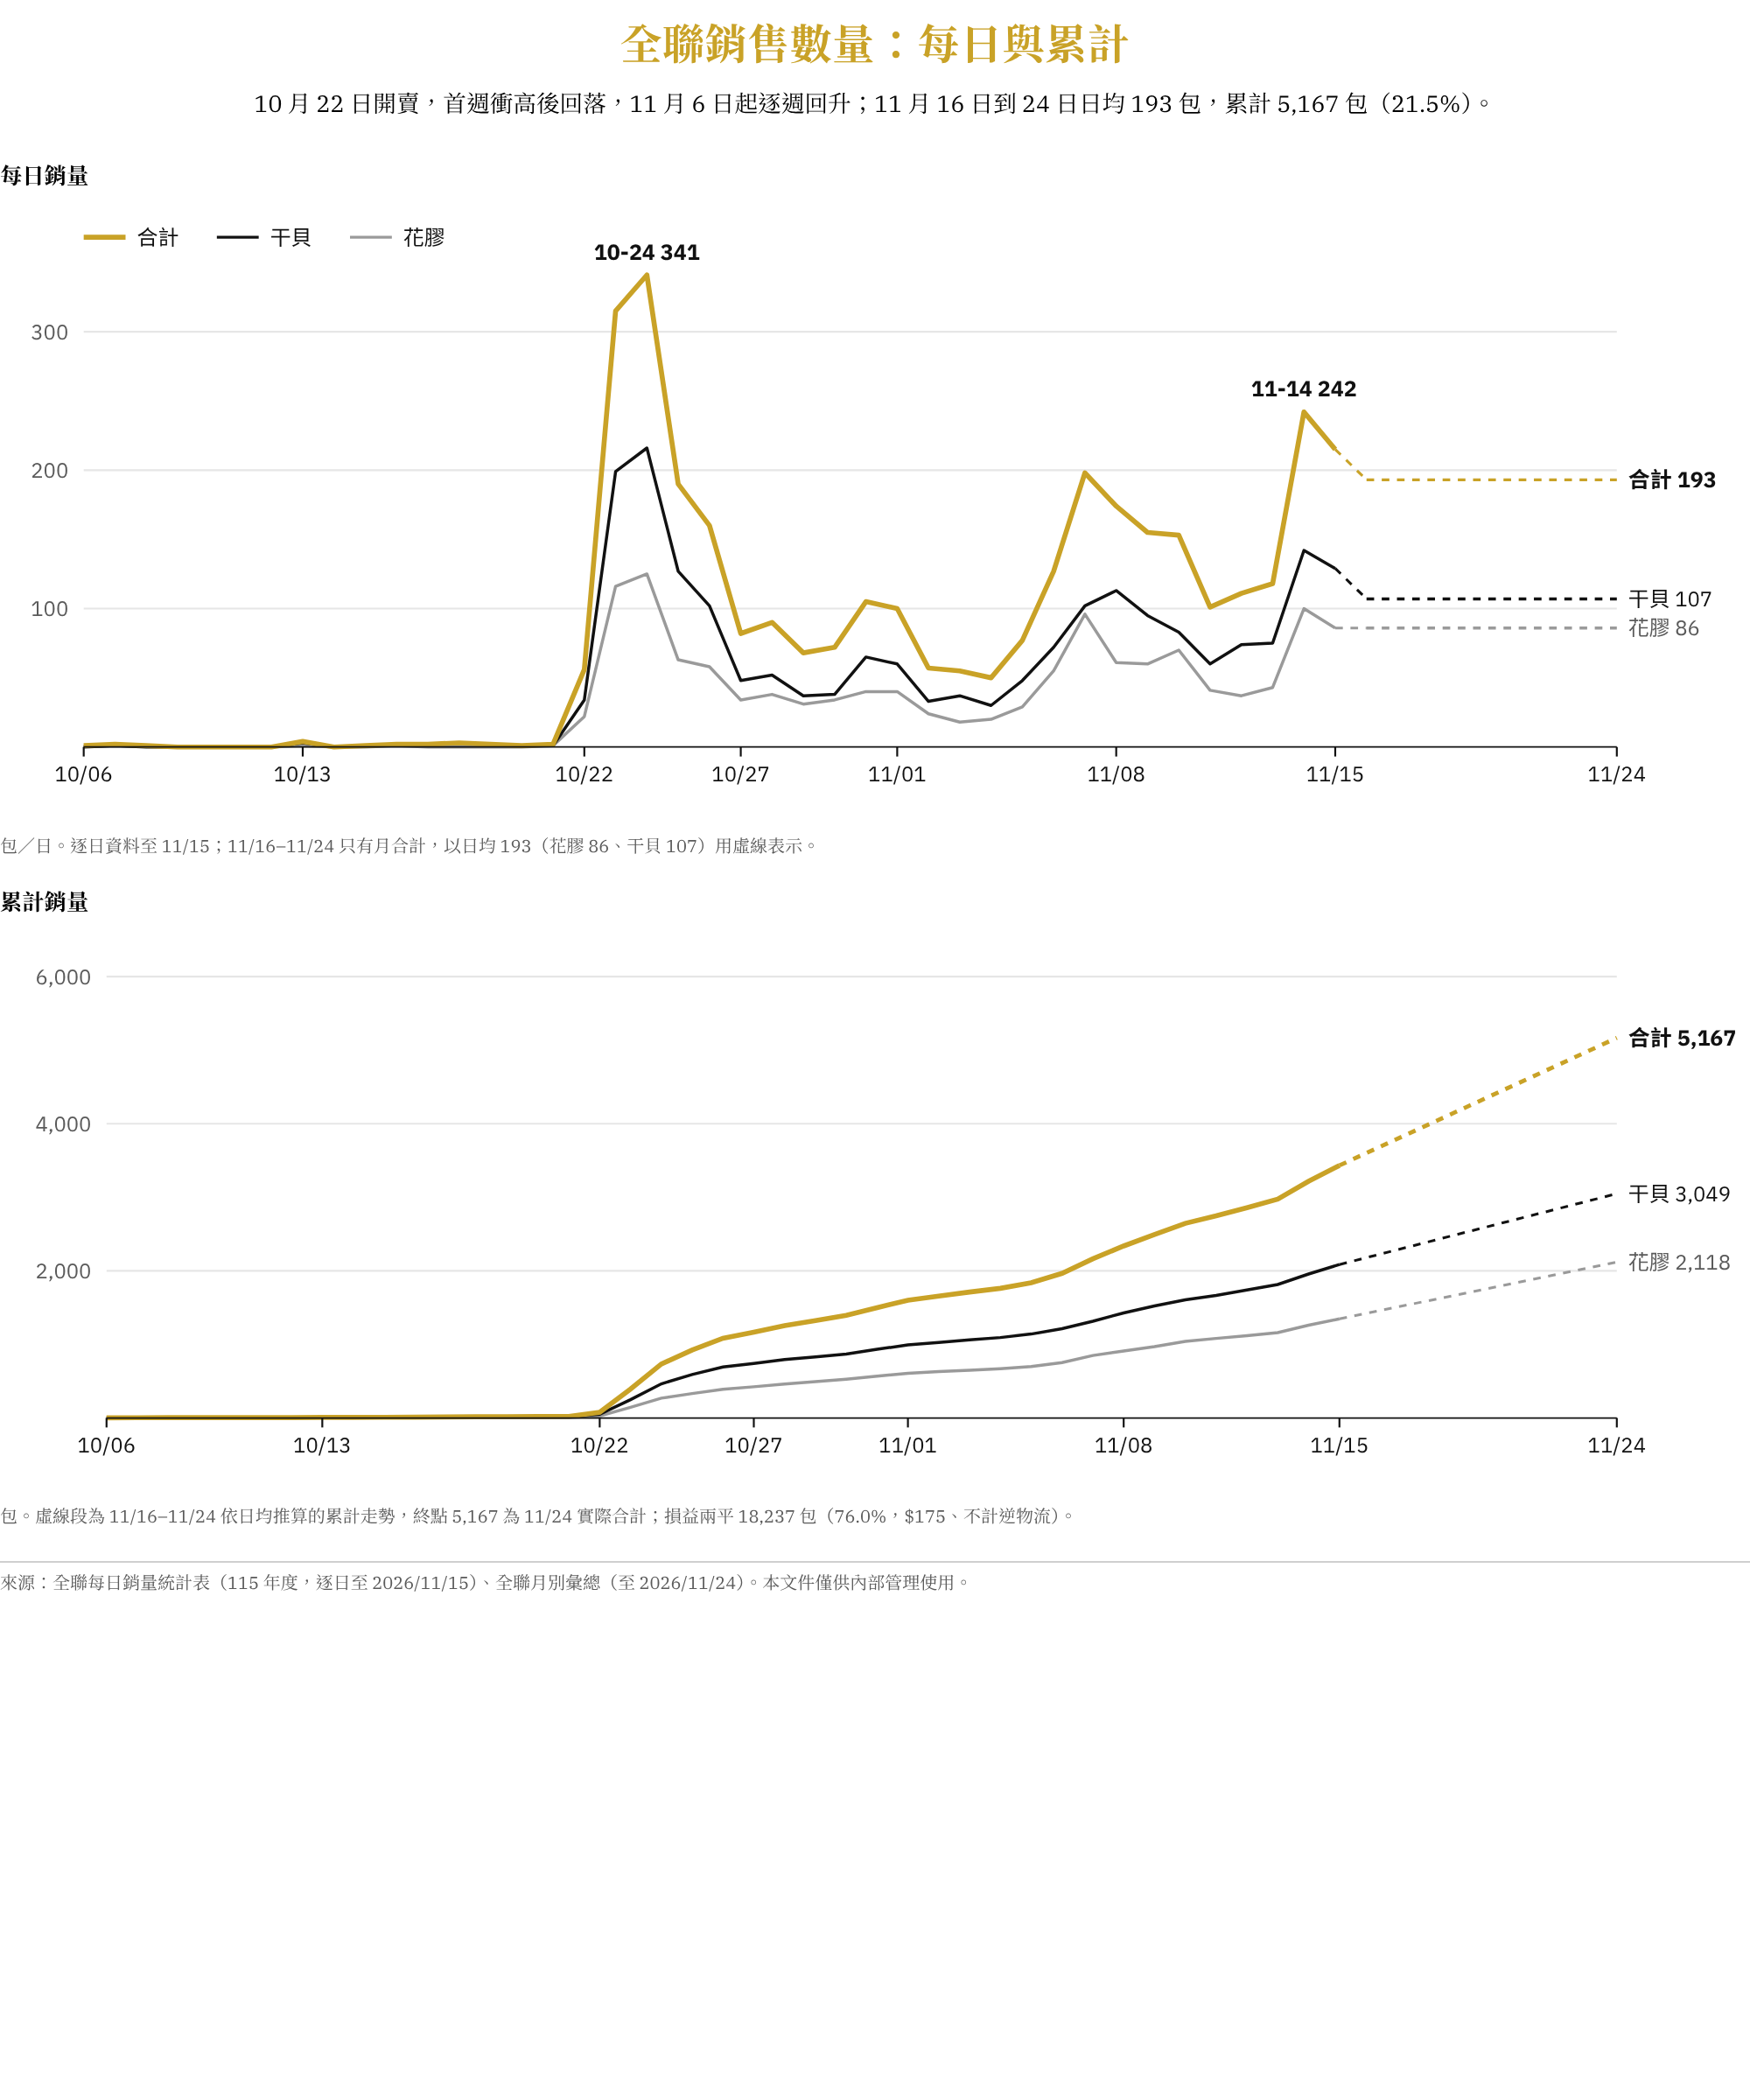 全聯銷售數量：每日與累計
10 月 22 日開賣，首週衝高後回落，11 月 6 日起逐週回升；11 月 16 日到 24 日日均 193 包，累計 5,167 包（21.5%）。
每日銷量
合計 干貝 花膠
10-24 341
300
11-14 242
200
合計 193
100
干貝 107
花膠 86
10/06 10/13 10/22 10/27 11/01 11/08 11/15 11/24
包／日。逐日資料至 11/15；11/16–11/24 只有月合計，以日均 193（花膠 86、干貝 107）用虛線表示。
累計銷量
6,000
合計 5,167
4,000
干貝 3,049
2,000
花膠 2,118
10/06 10/13 10/22 10/27 11/01 11/08 11/15 11/24
包。虛線段為 11/16–11/24 依日均推算的累計走勢，終點 5,167 為 11/24 實際合計；損益兩平 18,237 包（76.0%，$175、不計逆物流）。
來源：全聯每日銷量統計表（115 年度，逐日至 2026/11/15）、全聯月別彙總（至 2026/11/24）。本文件僅供內部管理使用。